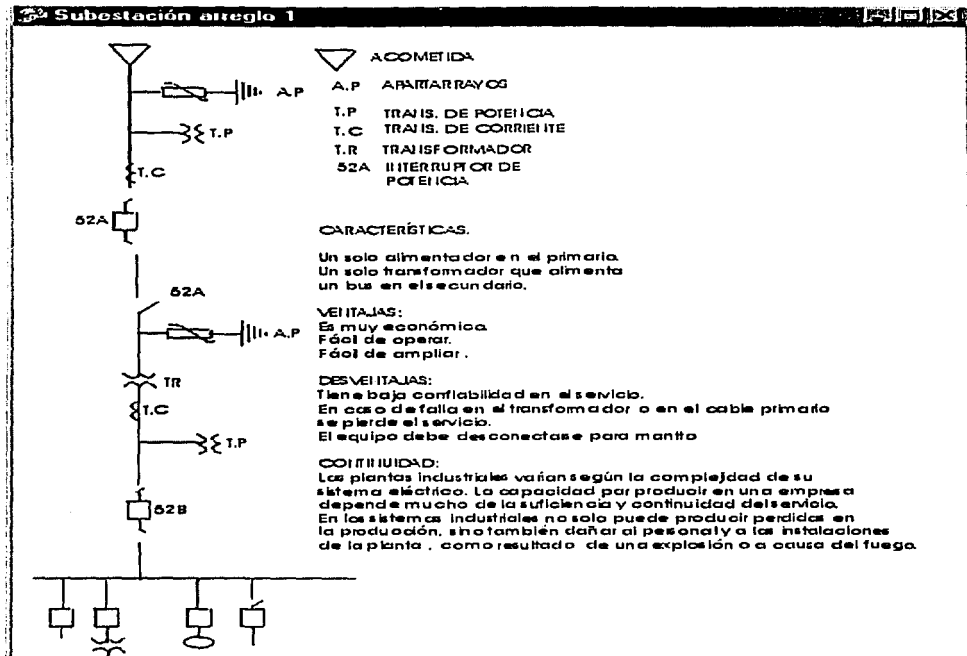 Subestación arreglo 1
ACOMETIDA
A.P APARTARRAYOS
T.P TRANS. DE POTENCIA
T.C TRANS. DE CORRIENTE
T.R TRANSFORMADOR
52A INTERRUPTOR DE
POTENCIA
A.P
T.P
T.C
52A
52A
A.P
TR
T.C
T.P
52B
CARACTERÍSTICAS.
Un solo alimentador en el primario.
Un solo transformador que alimenta
un bus en el secundario.
VENTAJAS:
Es muy económica.
Fácil de operar.
Fácil de ampliar.
DESVENTAJAS:
Tiene baja confiabilidad en el servicio.
En caso de falla en el transformador o en el cable primario
se pierde el servicio.
El equipo debe desconectase para mantto
CONTINUIDAD:
Las plantas industriales varian según la complejdad de su
sistema eléctrico. La capacidad por producir en una empresa
depende mucho de la suficiencia y continuidad del servicio.
En los sistemas industriales no solo puede producir perdidas en
la producción, sino también dañar al personal y a las instalaciones
de la planta, como resultado de una explosión o a causa del fuego.